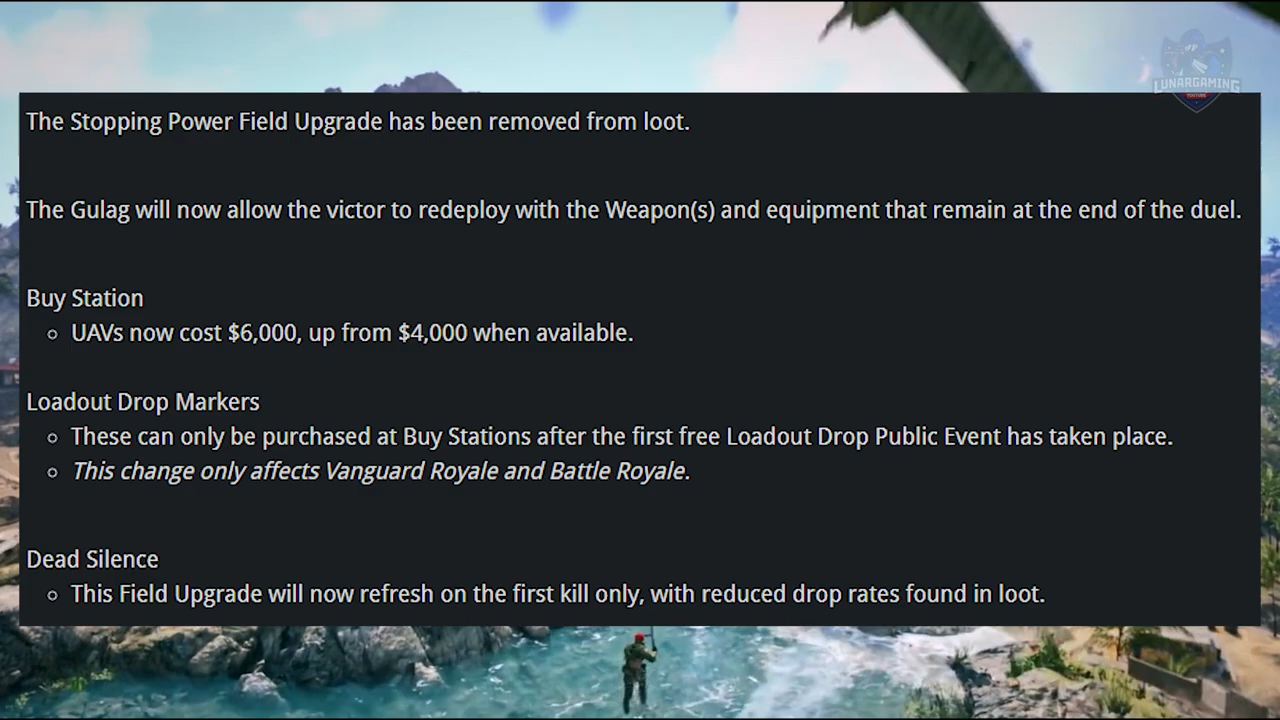 LUNARGAMING
YOUTUBE
The Stopping Power Field Upgrade has been removed from loot.
The Gulag will now allow the victor to redeploy with the Weapon(s) and equipment that remain at the end of the duel.
Buy Station
UAVs now cost $6,000, up from $4,000 when available.
Loadout Drop Markers
These can only be purchased at Buy Stations after the first free Loadout Drop Public Event has taken place.
This change only affects Vanguard Royale and Battle Royale.
Dead Silence
This Field Upgrade will now refresh on the first kill only, with reduced drop rates found in loot.